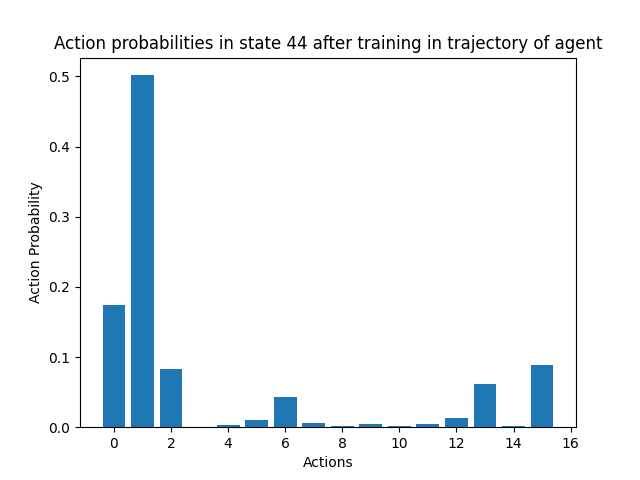 Action probabilities in state 44 after training in trajectory of agent
0.5
0.4
0.3
0.2
0.1
0.0
Action Probability
0 2 4 6 8 10 12 14 16
Actions